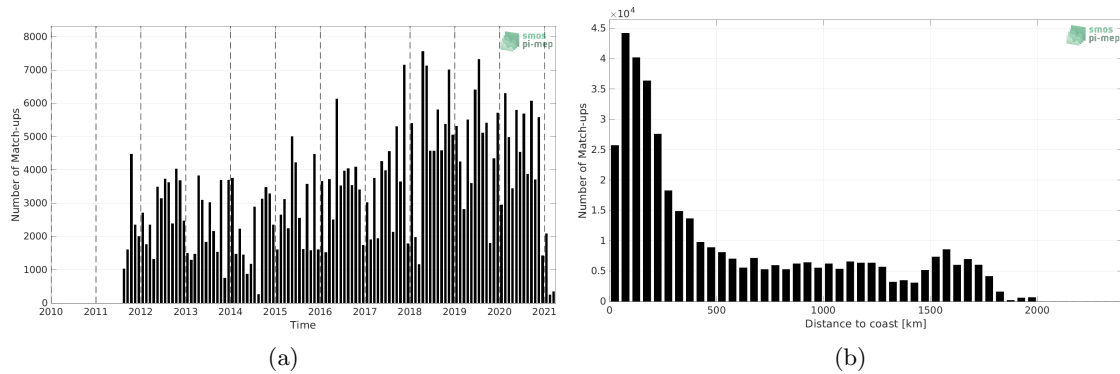 8000
7000
6000
5000
4000
3000
2000
1000
0
Number of Match-ups
2010 2011 2012 2013 2014 2015 2016 2017 2018 2019 2020 2021
Time
smos
pi-mep
(a)
×10⁴
4.5
4
3.5
3
2.5
2
1.5
1
0.5
0
Number of Match-ups
0 500 1000 1500 2000
Distance to coast [km]
smos
pi-mep
(b)